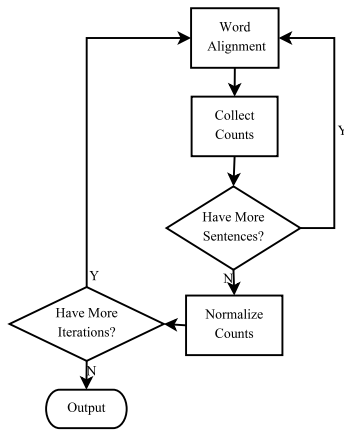 Word
Alignment
Collect
Counts
Y
Have More
Sentences?
N
Y
Normalize
Counts
Have More
Iterations?
N
Output